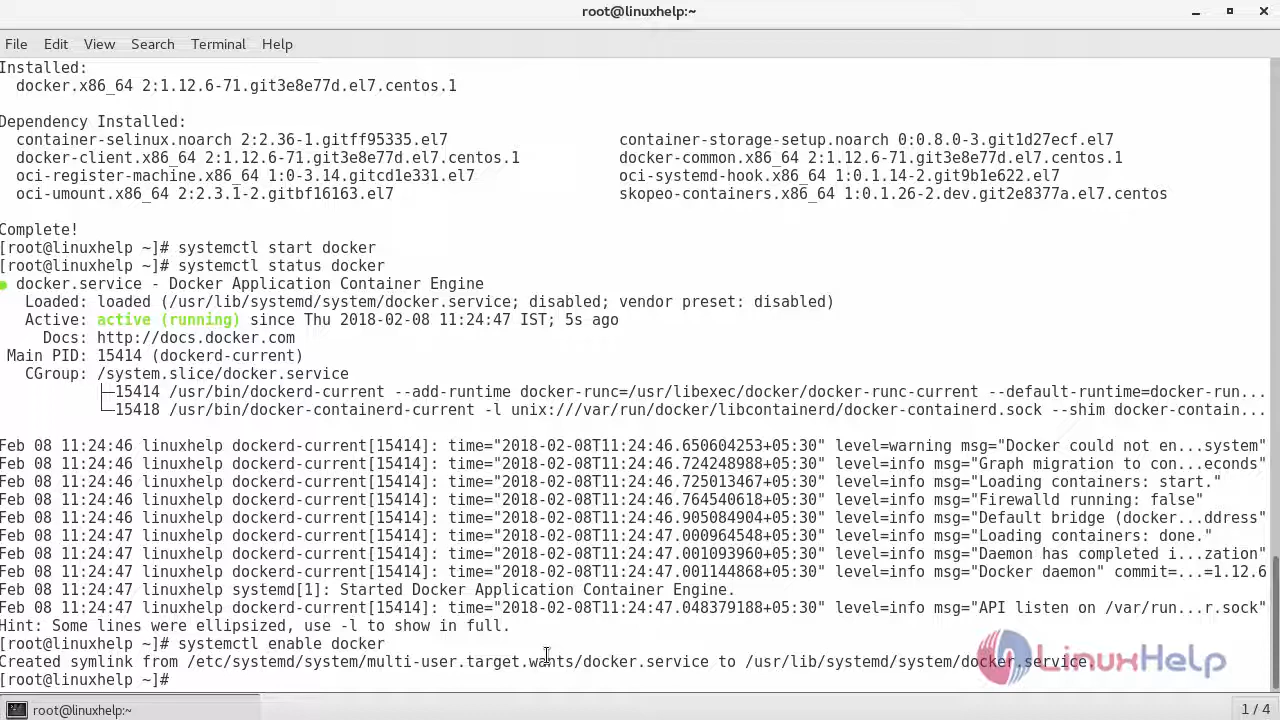 root@linuxhelp:~
File Edit View Search Terminal Help
Installed:
docker.x86_64 2:1.12.6-71.git3e8e77d.el7.centos.1
Dependency Installed:
container-selinux.noarch 2:2.36-1.gitff95335.el7 container-storage-setup.noarch 0:0.8.0-3.git1d27ecf.el7
docker-client.x86_64 2:1.12.6-71.git3e8e77d.el7.centos.1 docker-common.x86_64 2:1.12.6-71.git3e8e77d.el7.centos.1
oci-register-machine.x86_64 1:0-3.14.gitcd1e331.el7 oci-systemd-hook.x86_64 1:0.1.14-2.git9b1e622.el7
oci-umount.x86_64 2:2.3.1-2.gitbf16163.el7 skopeo-containers.x86_64 1:0.1.26-2.dev.git2e8377a.el7.centos
Complete!
[root@linuxhelp ~]# systemctl start docker
[root@linuxhelp ~]# systemctl status docker
● docker.service - Docker Application Container Engine
Loaded: loaded (/usr/lib/systemd/system/docker.service; disabled; vendor preset: disabled)
Active: active (running) since Thu 2018-02-08 11:24:47 IST; 5s ago
Docs: http://docs.docker.com
Main PID: 15414 (dockerd-current)
CGroup: /system.slice/docker.service
├─15414 /usr/bin/dockerd-current --add-runtime docker-runc=/usr/libexec/docker/docker-runc-current --default-runtime=docker-run...
└─15418 /usr/bin/docker-containerd-current -l unix:///var/run/docker/libcontainerd/docker-containerd.sock --shim docker-contain...
Feb 08 11:24:46 linuxhelp dockerd-current[15414]: time="2018-02-08T11:24:46.650604253+05:30" level=warning msg="Docker could not en...system"
Feb 08 11:24:46 linuxhelp dockerd-current[15414]: time="2018-02-08T11:24:46.724248988+05:30" level=info msg="Graph migration to con...econds"
Feb 08 11:24:46 linuxhelp dockerd-current[15414]: time="2018-02-08T11:24:46.725013467+05:30" level=info msg="Loading containers: start."
Feb 08 11:24:46 linuxhelp dockerd-current[15414]: time="2018-02-08T11:24:46.764540618+05:30" level=info msg="Firewalld running: false"
Feb 08 11:24:46 linuxhelp dockerd-current[15414]: time="2018-02-08T11:24:46.905084904+05:30" level=info msg="Default bridge (docker...ddress"
Feb 08 11:24:47 linuxhelp dockerd-current[15414]: time="2018-02-08T11:24:47.000964548+05:30" level=info msg="Loading containers: done."
Feb 08 11:24:47 linuxhelp dockerd-current[15414]: time="2018-02-08T11:24:47.001093960+05:30" level=info msg="Daemon has completed i...zation"
Feb 08 11:24:47 linuxhelp dockerd-current[15414]: time="2018-02-08T11:24:47.001144868+05:30" level=info msg="Docker daemon" commit=...=1.12.6
Feb 08 11:24:47 linuxhelp systemd[1]: Started Docker Application Container Engine.
Feb 08 11:24:47 linuxhelp dockerd-current[15414]: time="2018-02-08T11:24:47.048379188+05:30" level=info msg="API listen on /var/run...r.sock"
Hint: Some lines were ellipsized, use -l to show in full.
[root@linuxhelp ~]# systemctl enable docker
Created symlink from /etc/systemd/system/multi-user.target.wants/docker.service to /usr/lib/systemd/system/docker.service.
[root@linuxhelp ~]#
LinuxHelp
root@linuxhelp:~
1 / 4